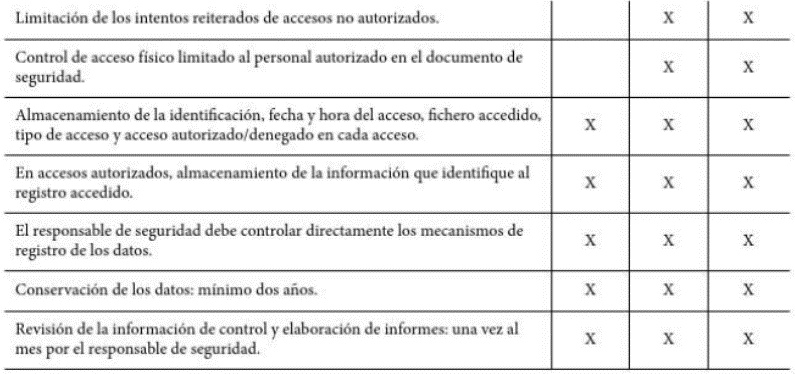 Limitación de los intentos reiterados de accesos no autorizados. X X
Control de acceso físico limitado al personal autorizado en el documento de
seguridad. X X
Almacenamiento de la identificación, fecha y hora del acceso, fichero accedido,
tipo de acceso y acceso autorizado/denegado en cada acceso. X X X
En accesos autorizados, almacenamiento de la información que identifique al
registro accedido. X X X
El responsable de seguridad debe controlar directamente los mecanismos de
registro de los datos. X X X
Conservación de los datos: mínimo dos años. X X X
Revisión de la información de control y elaboración de informes: una vez al
mes por el responsable de seguridad. X X X